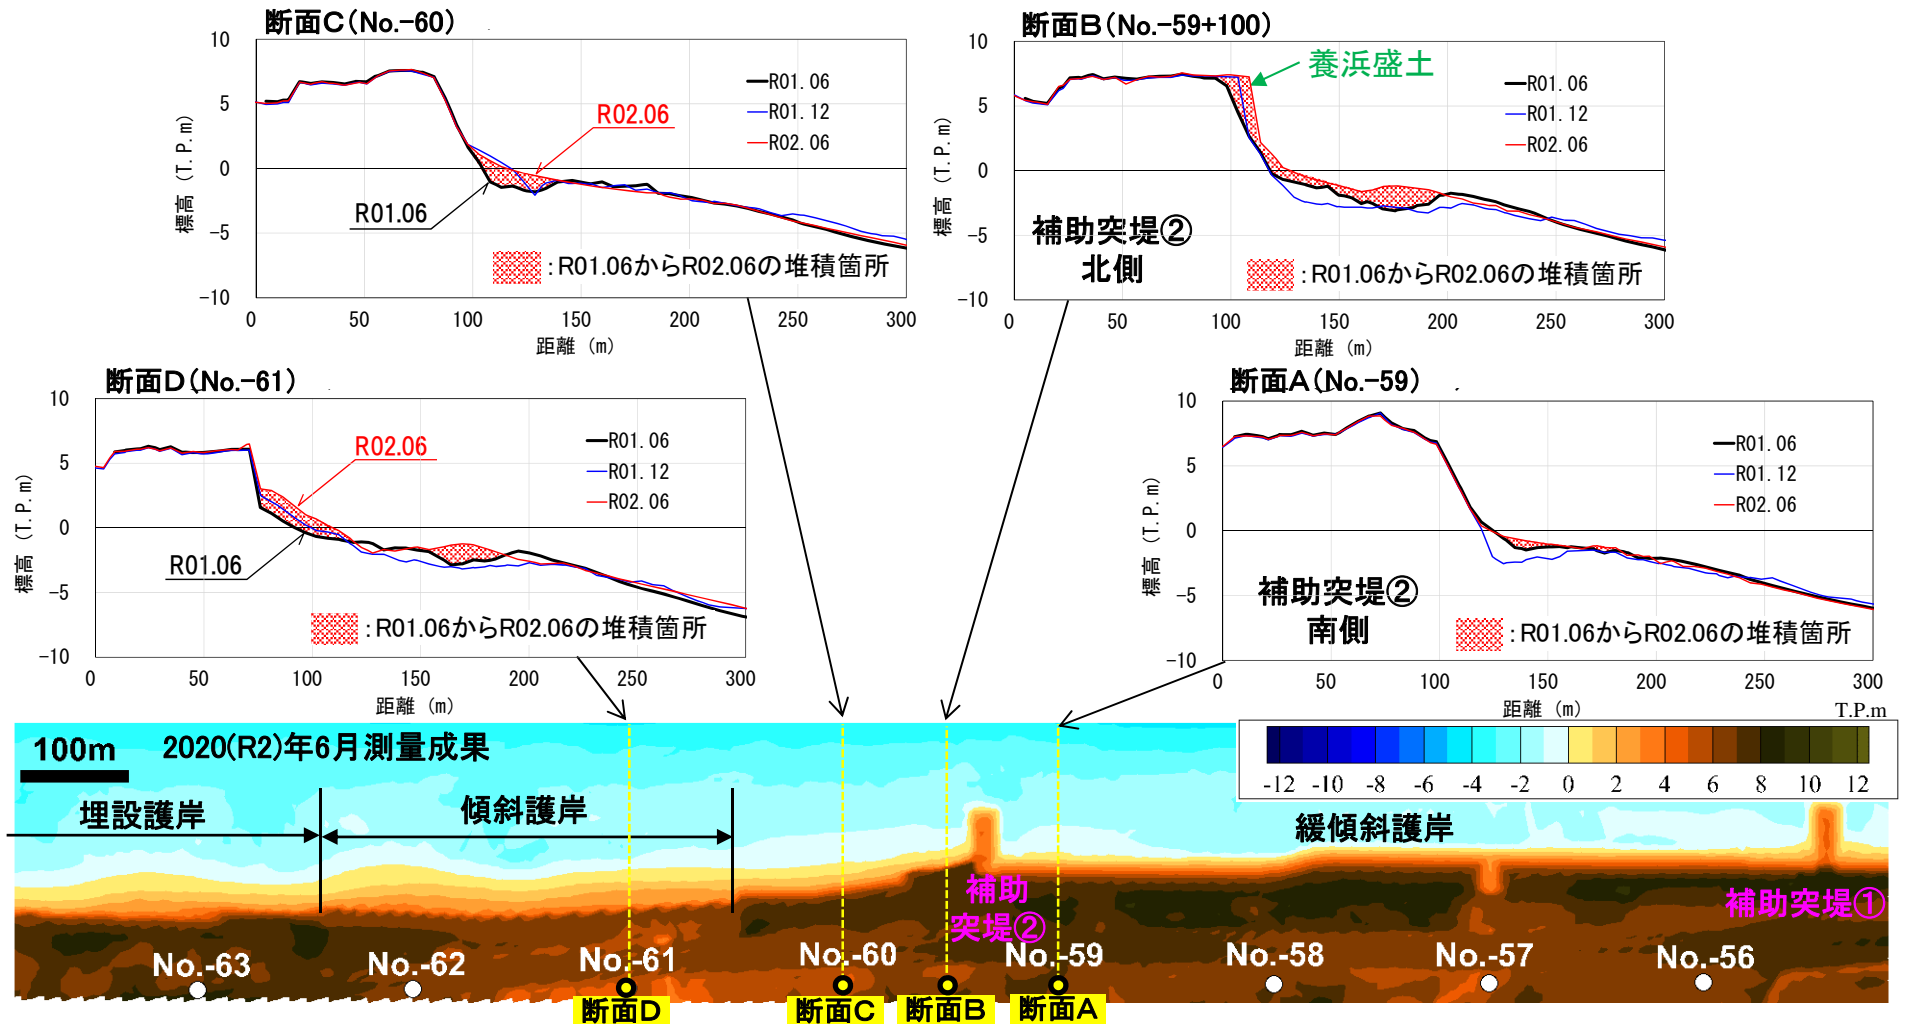 断面C(No.-60)
10
5
0
-5
-10
標高 (T.P.m)
0 50 100 150 200 250 300
距離 (m)
R01.06
R01.12
R02.06
R02.06
R01.06
:R01.06からR02.06の堆積箇所
断面B(No.-59+100)
10
5
0
-5
-10
標高 (T.P.m)
0 50 100 150 200 250 300
距離 (m)
養浜盛土
R01.06
R01.12
R02.06
補助突堤②
北側
:R01.06からR02.06の堆積箇所
断面D(No.-61)
10
5
0
-5
-10
標高 (T.P.m)
0 50 100 150 200 250 300
距離 (m)
R02.06
R01.06
R01.12
R02.06
R01.06
:R01.06からR02.06の堆積箇所
断面A(No.-59)
10
5
0
-5
-10
標高 (T.P.m)
0 50 100 150 200 250 300
距離 (m)
R01.06
R01.12
R02.06
補助突堤②
南側
:R01.06からR02.06の堆積箇所
T.P.m
-12 -10 -8 -6 -4 -2 0 2 4 6 8 10 12
100m
2020(R2)年6月測量成果
埋設護岸
傾斜護岸
緩傾斜護岸
補助
突堤②
補助突堤①
No.-63
No.-62
No.-61
No.-60
No.-59
No.-58
No.-57
No.-56
断面D
断面C
断面B
断面A